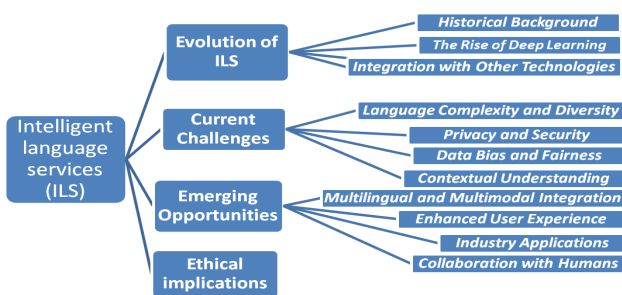 Intelligent
language
services
(ILS)
Evolution of
ILS
Historical Background
The Rise of Deep Learning
Integration with Other Technologies
Current
Challenges
Language Complexity and Diversity
Privacy and Security
Data Bias and Fairness
Contextual Understanding
Emerging
Opportunities
Multilingual and Multimodal Integration
Enhanced User Experience
Industry Applications
Collaboration with Humans
Ethical
implications